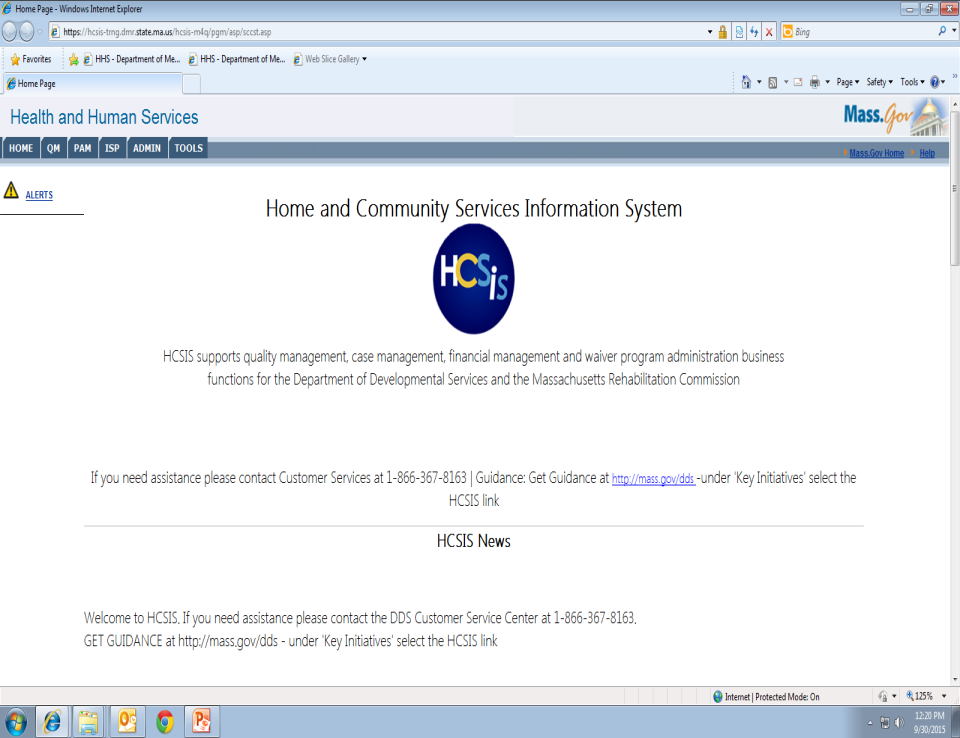 Home Page - Windows Internet Explorer
https://hcsis-trng.dmr.state.ma.us/hcsis-m4q/pgm/asp/sccst.asp
Bing
Favorites HHS - Department of Me... HHS - Department of Me... Web Slice Gallery
Home Page
Page Safety Tools
Health and Human Services
Mass.Gov
HOME QM PAM ISP ADMIN TOOLS
Mass.Gov Home Help
ALERTS
Home and Community Services Information System
HCSis
HCSIS supports quality management, case management, financial management and waiver program administration business
functions for the Department of Developmental Services and the Massachusetts Rehabilitation Commission
If you need assistance please contact Customer Services at 1-866-367-8163 | Guidance: Get Guidance at http://mass.gov/dds -under 'Key Initiatives' select the
HCSIS link
HCSIS News
Welcome to HCSIS. If you need assistance please contact the DDS Customer Service Center at 1-866-367-8163.
GET GUIDANCE at http://mass.gov/dds - under 'Key Initiatives' select the HCSIS link
Internet | Protected Mode: On
125%
12:20 PM
9/30/2015